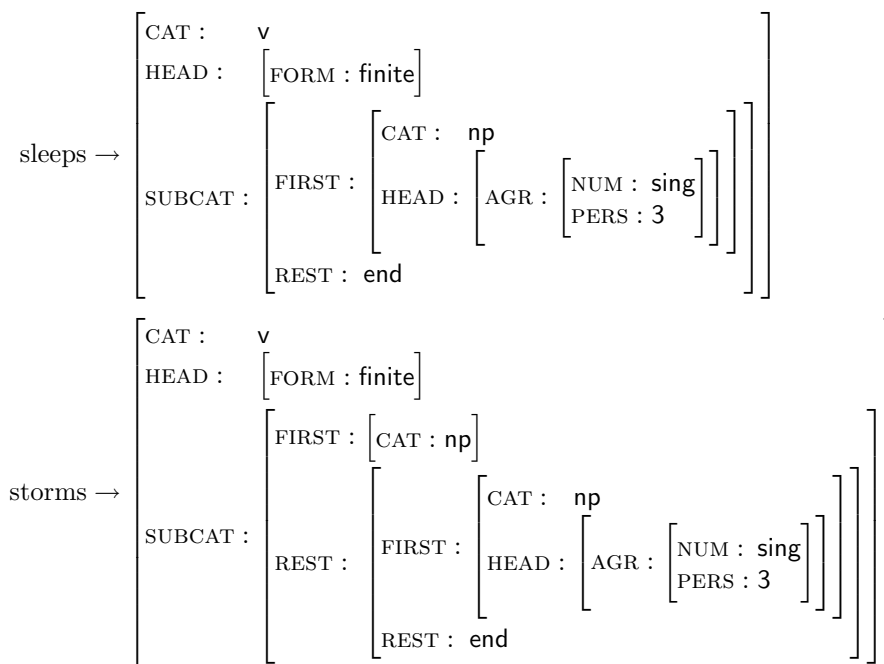 CAT : v
HEAD : [FORM : finite]
sleeps →
CAT : np
SUBCAT : FIRST : HEAD : AGR : NUM : sing
PERS : 3
REST : end
CAT : v
HEAD : [FORM : finite]
FIRST : [CAT : np]
storms →
CAT : np
SUBCAT : REST : FIRST : HEAD : AGR : NUM : sing
PERS : 3
REST : end